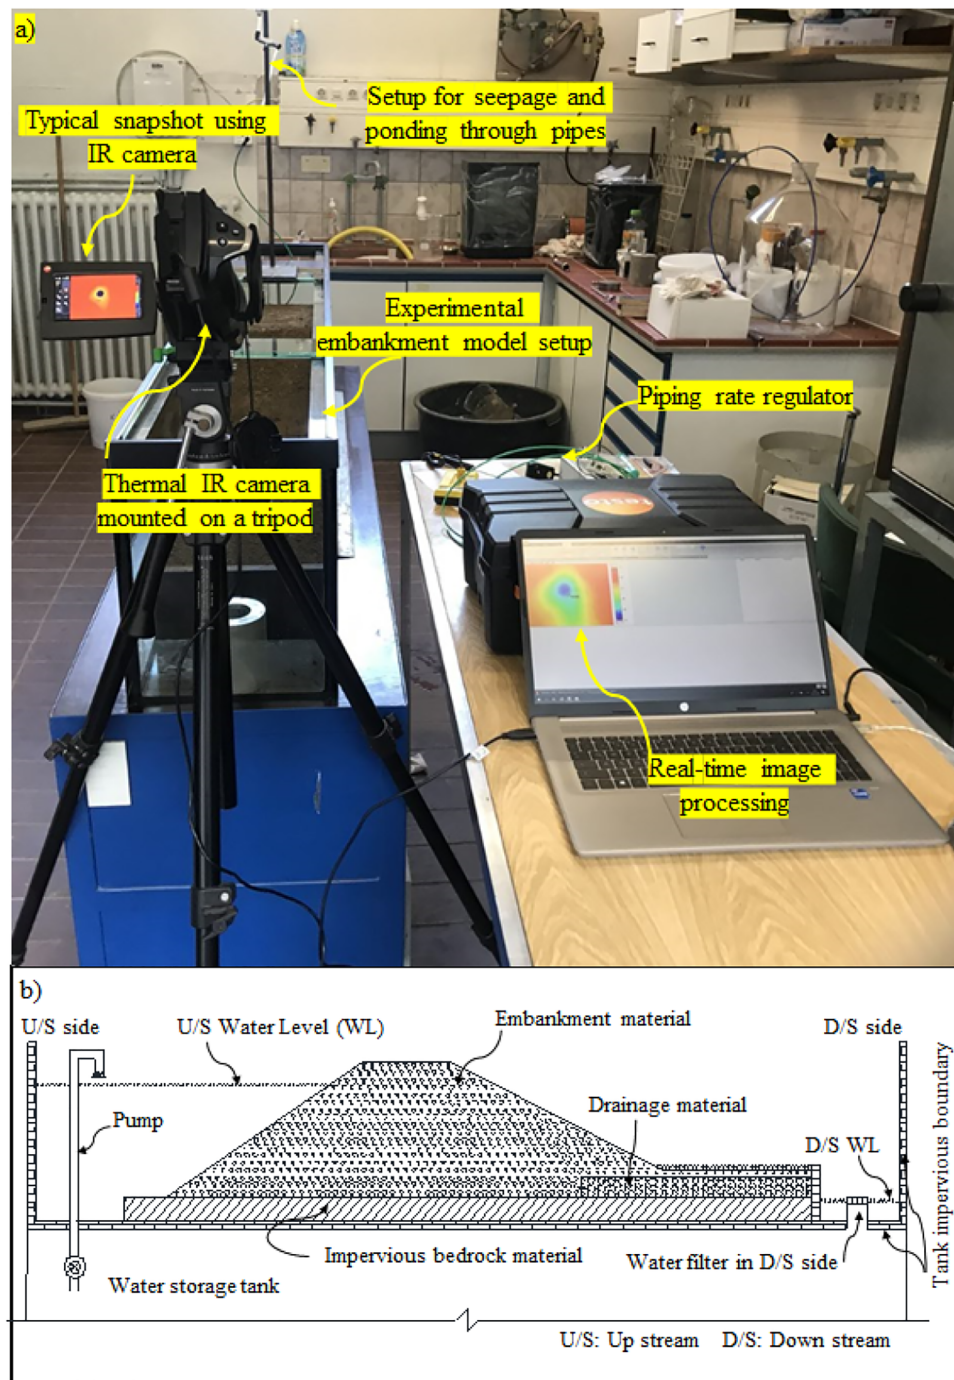 a)
Setup for seepage and
ponding through pipes
Typical snapshot using
IR camera
Experimental
embankment model setup
Piping rate regulator
Thermal IR camera
mounted on a tripod
testo
hp
Real-time image
processing
b)
U/S side
U/S Water Level (WL)
Embankment material
D/S side
Pump
Drainage material
D/S WL
Tank impervious boundary
Impervious bedrock material
Water filter in D/S side
Water storage tank
U/S: Up stream D/S: Down stream